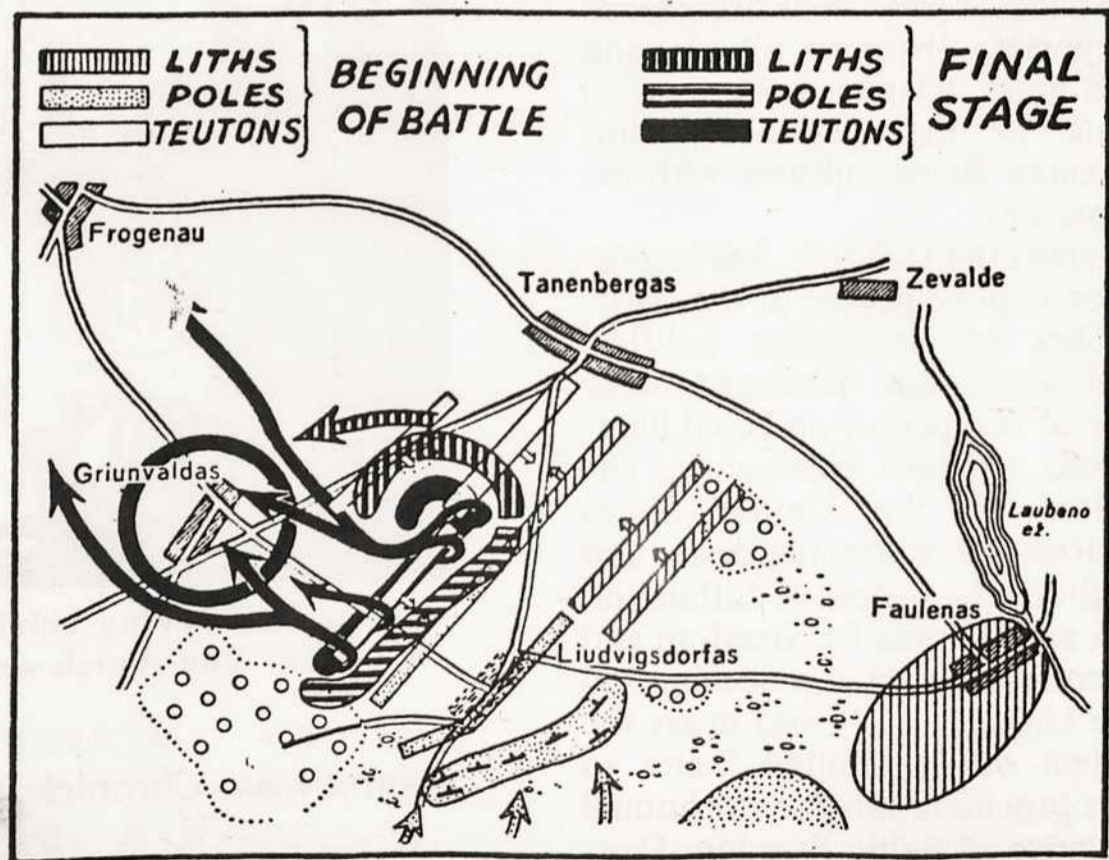 LITHS
POLES
TEUTONS
BEGINNING
OF BATTLE
LITHS
POLES
TEUTONS
FINAL
STAGE
Frogenau
Tanenbergas
Zevalde
Griunvaldas
Laubeno
ež.
Faulenas
Liudvigsdorfas